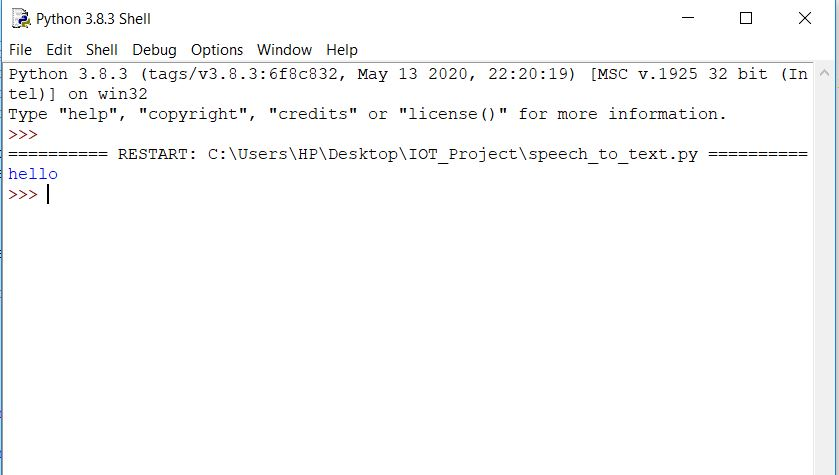 Python 3.8.3 Shell
File Edit Shell Debug Options Window Help
Python 3.8.3 (tags/v3.8.3:6f8c832, May 13 2020, 22:20:19) [MSC v.1925 32 bit (In
tel)] on win32
Type "help", "copyright", "credits" or "license()" for more information.
>>>
========== RESTART: C:\Users\HP\Desktop\IOT_Project\speech_to_text.py ==========
hello
>>>